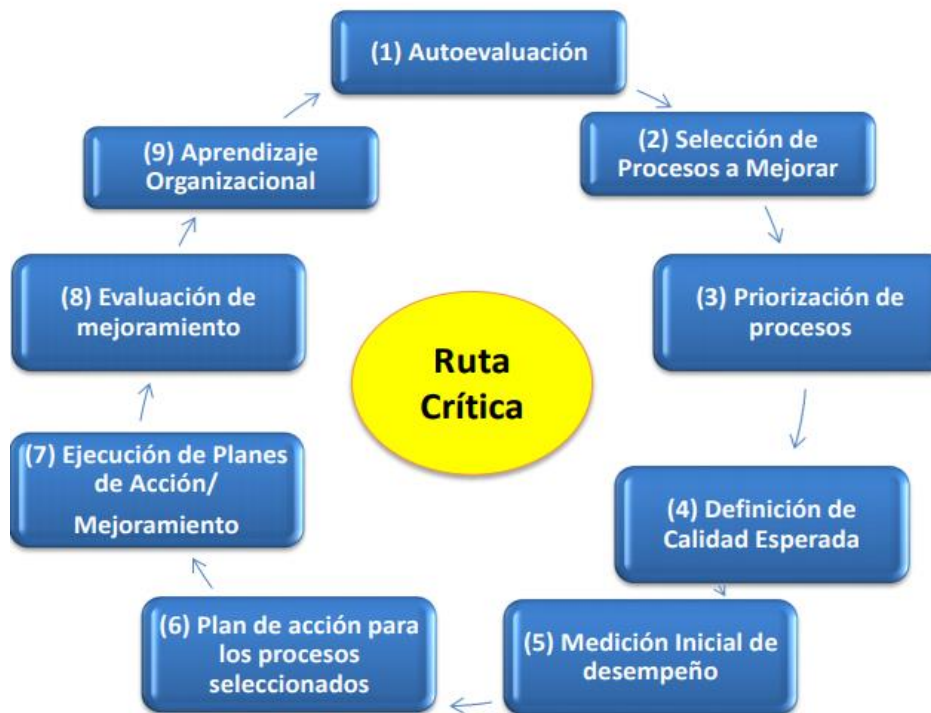 (1) Autoevaluación
(2) Selección de
Procesos a Mejorar
(3) Priorización de
procesos
(4) Definición de
Calidad Esperada
(5) Medición Inicial de
desempeño
(6) Plan de acción para
los procesos
seleccionados
(7) Ejecución de Planes
de Acción/
Mejoramiento
(8) Evaluación de
mejoramiento
(9) Aprendizaje
Organizacional
Ruta
Crítica